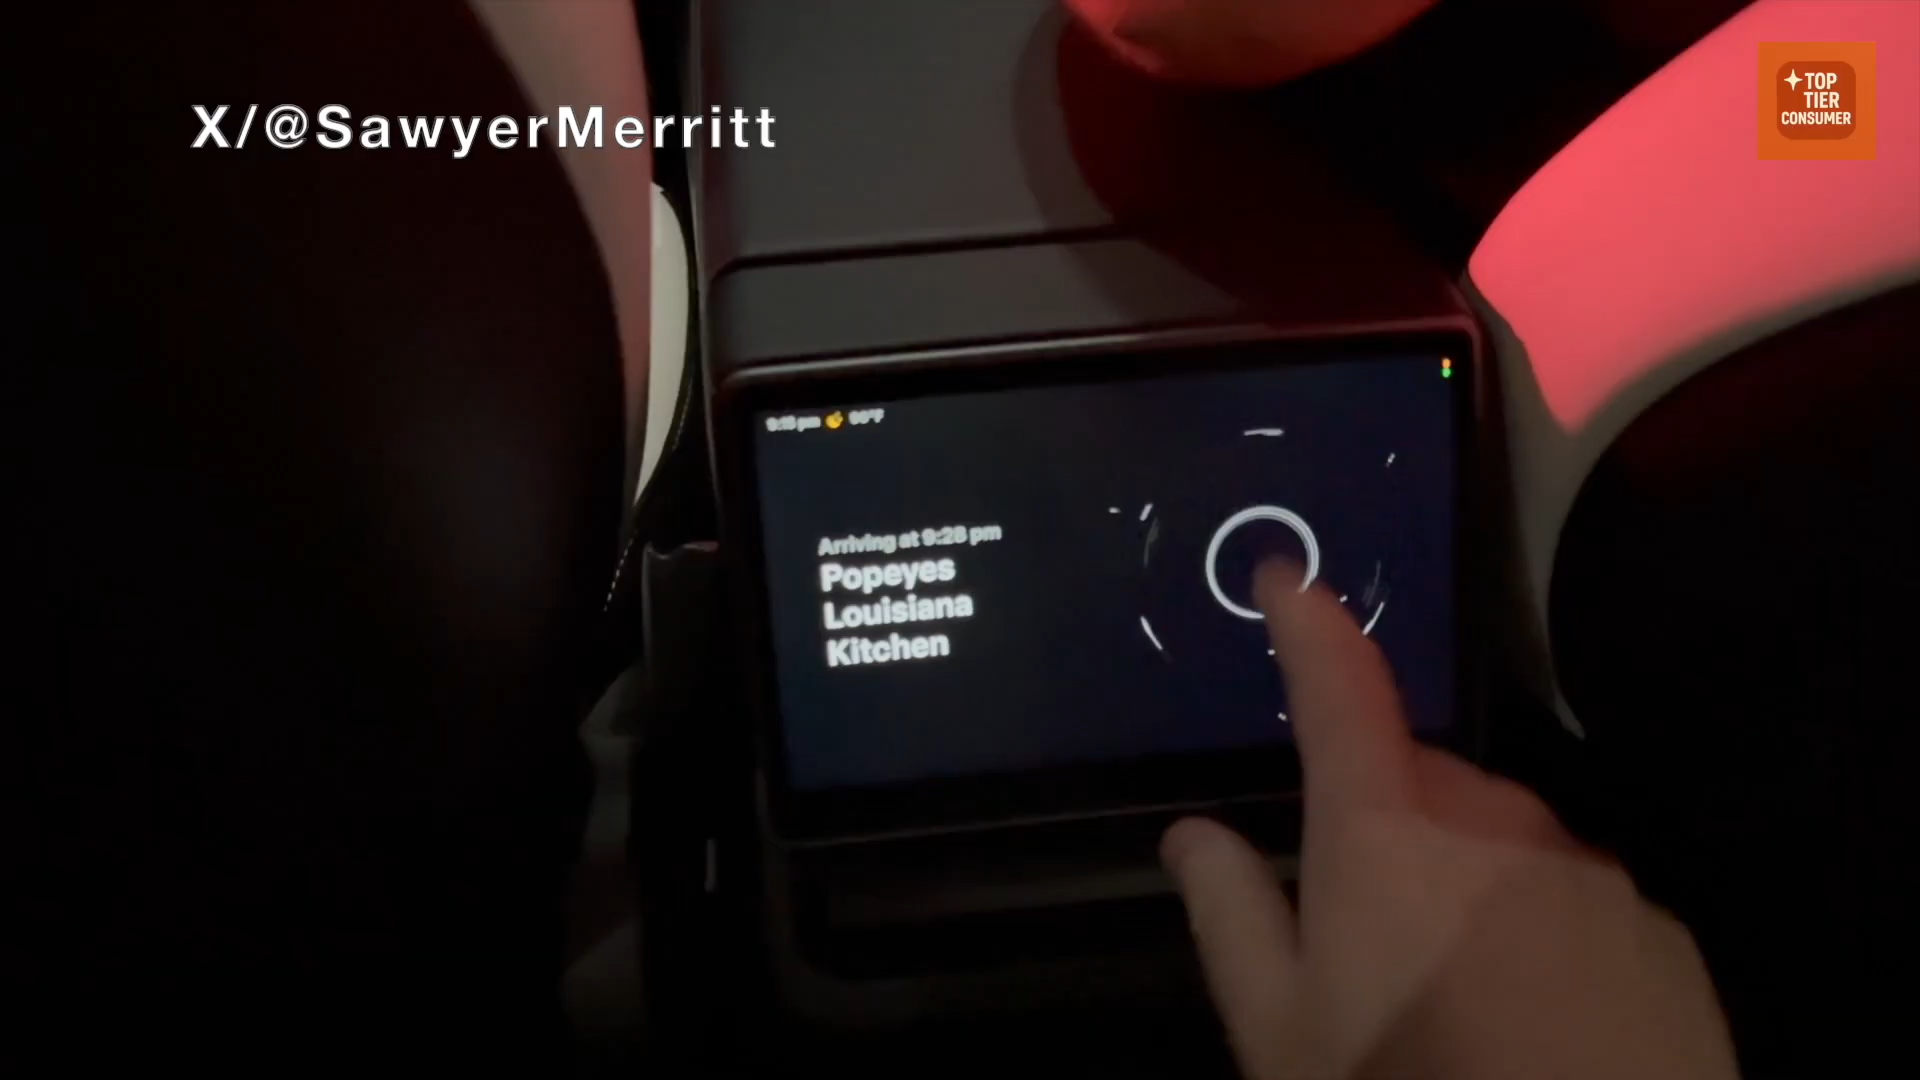 X/@SawyerMerritt
TOP
TIER
CONSUMER
Arriving at 9:28 pm
Popeyes
Louisiana
Kitchen